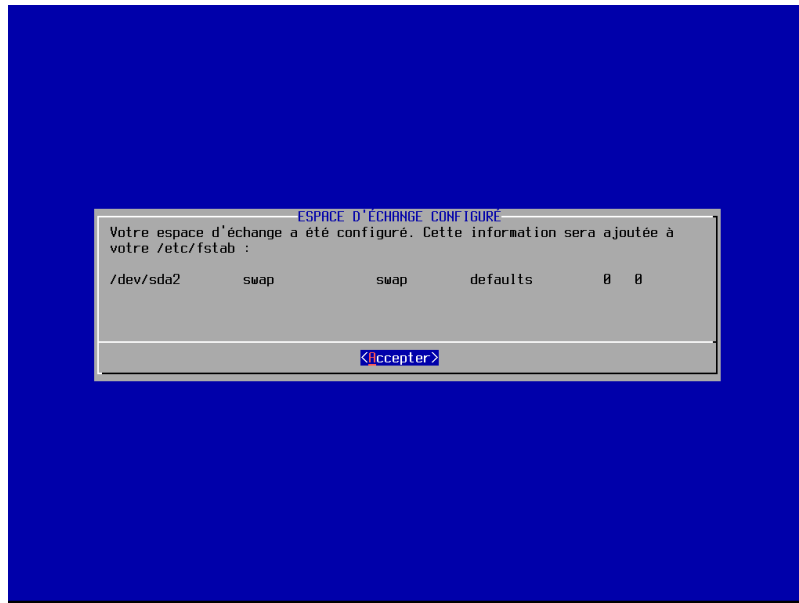 ESPACE D'ÉCHANGE CONFIGURÉ
Votre espace d'échange a été configuré. Cette information sera ajoutée à
votre /etc/fstab :
/dev/sda2 swap swap defaults 0 0
<Accepter>